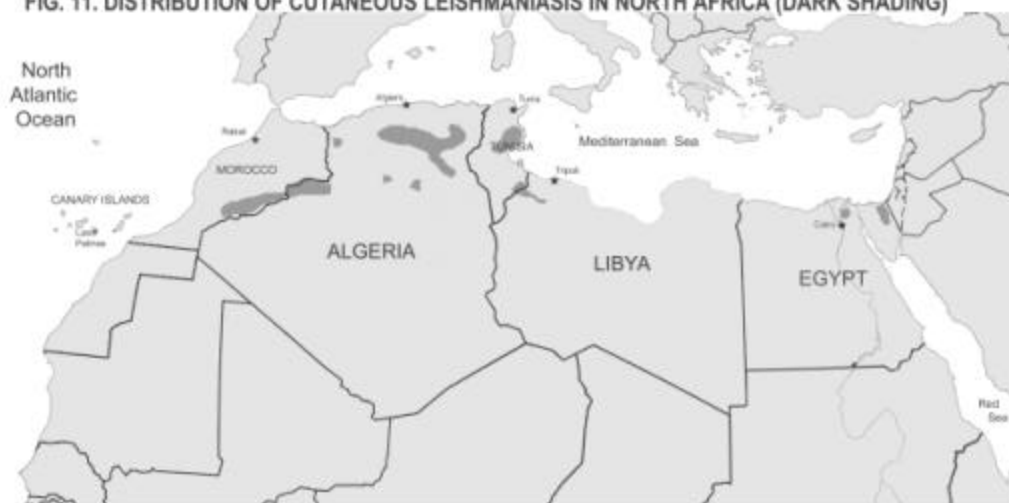 FIG. 11. DISTRIBUTION OF CUTANEOUS LEISHMANIASIS IN NORTH AFRICA (DARK SHADING)
North
Atlantic
Ocean
Algiers
Tunis
Rabat
TUNISIA
Mediterranean Sea
MOROCCO
Tripoli
CANARY ISLANDS
Las
Palmas
Cairo
ALGERIA
LIBYA
EGYPT
Red
Sea